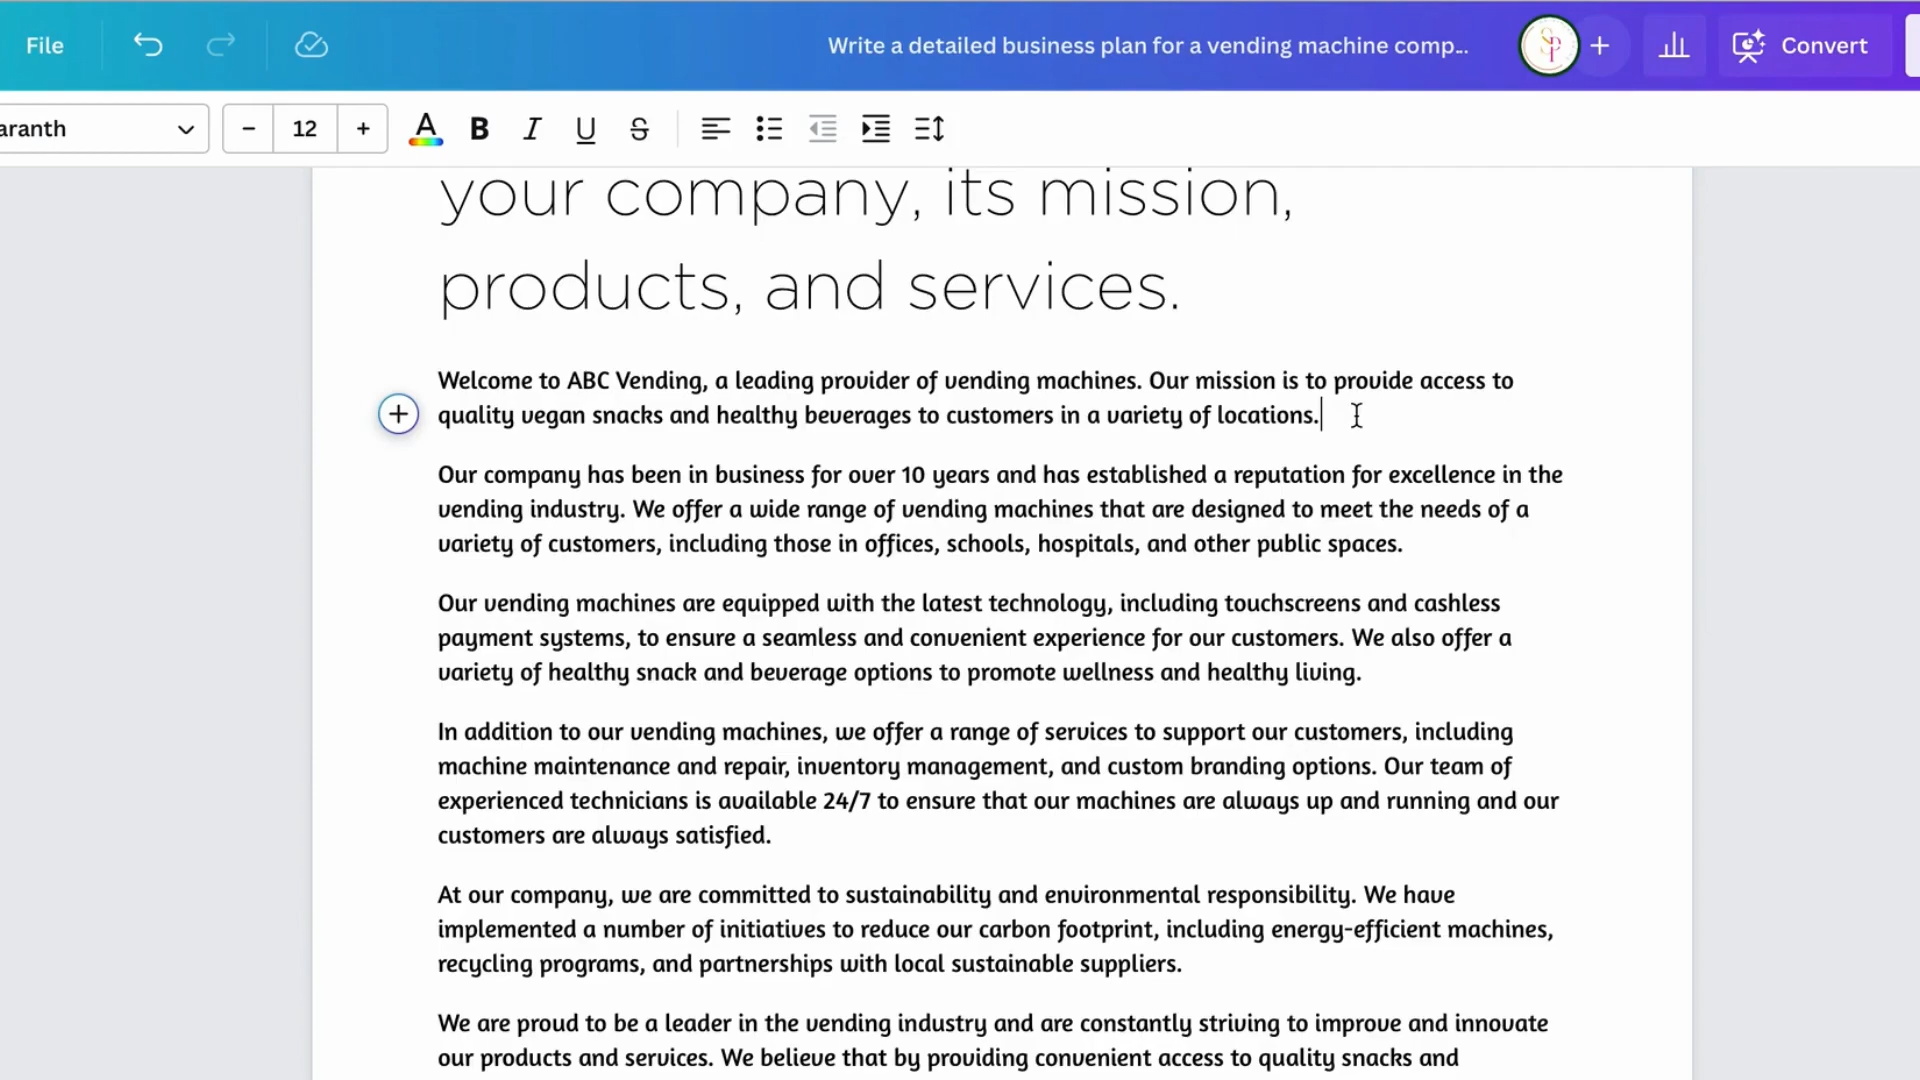 File
Write a detailed business plan for a vending machine comp...
SP
Convert
aranth
12
A
B
I
U
S
your company, its mission,
products, and services.
Welcome to ABC Vending, a leading provider of vending machines. Our mission is to provide access to
quality vegan snacks and healthy beverages to customers in a variety of locations.
Our company has been in business for over 10 years and has established a reputation for excellence in the
vending industry. We offer a wide range of vending machines that are designed to meet the needs of a
variety of customers, including those in offices, schools, hospitals, and other public spaces.
Our vending machines are equipped with the latest technology, including touchscreens and cashless
payment systems, to ensure a seamless and convenient experience for our customers. We also offer a
variety of healthy snack and beverage options to promote wellness and healthy living.
In addition to our vending machines, we offer a range of services to support our customers, including
machine maintenance and repair, inventory management, and custom branding options. Our team of
experienced technicians is available 24/7 to ensure that our machines are always up and running and our
customers are always satisfied.
At our company, we are committed to sustainability and environmental responsibility. We have
implemented a number of initiatives to reduce our carbon footprint, including energy-efficient machines,
recycling programs, and partnerships with local sustainable suppliers.
We are proud to be a leader in the vending industry and are constantly striving to improve and innovate
our products and services. We believe that by providing convenient access to quality snacks and